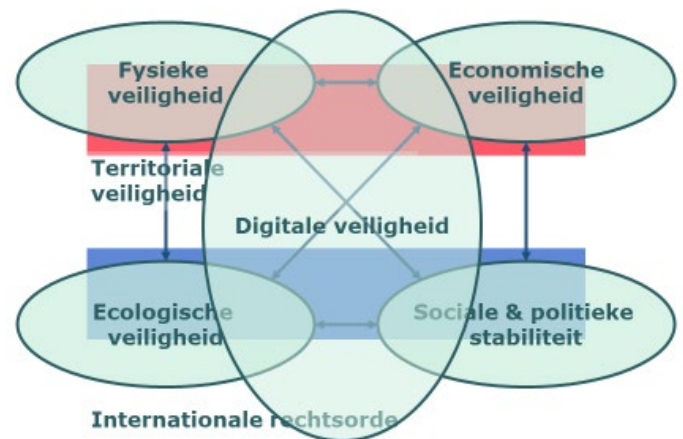 Fysieke
veiligheid
Economische
veiligheid
Territoriale
veiligheid
Digitale veiligheid
Ecologische
veiligheid
Sociale & politieke
stabiliteit
Internationale rechtsorde